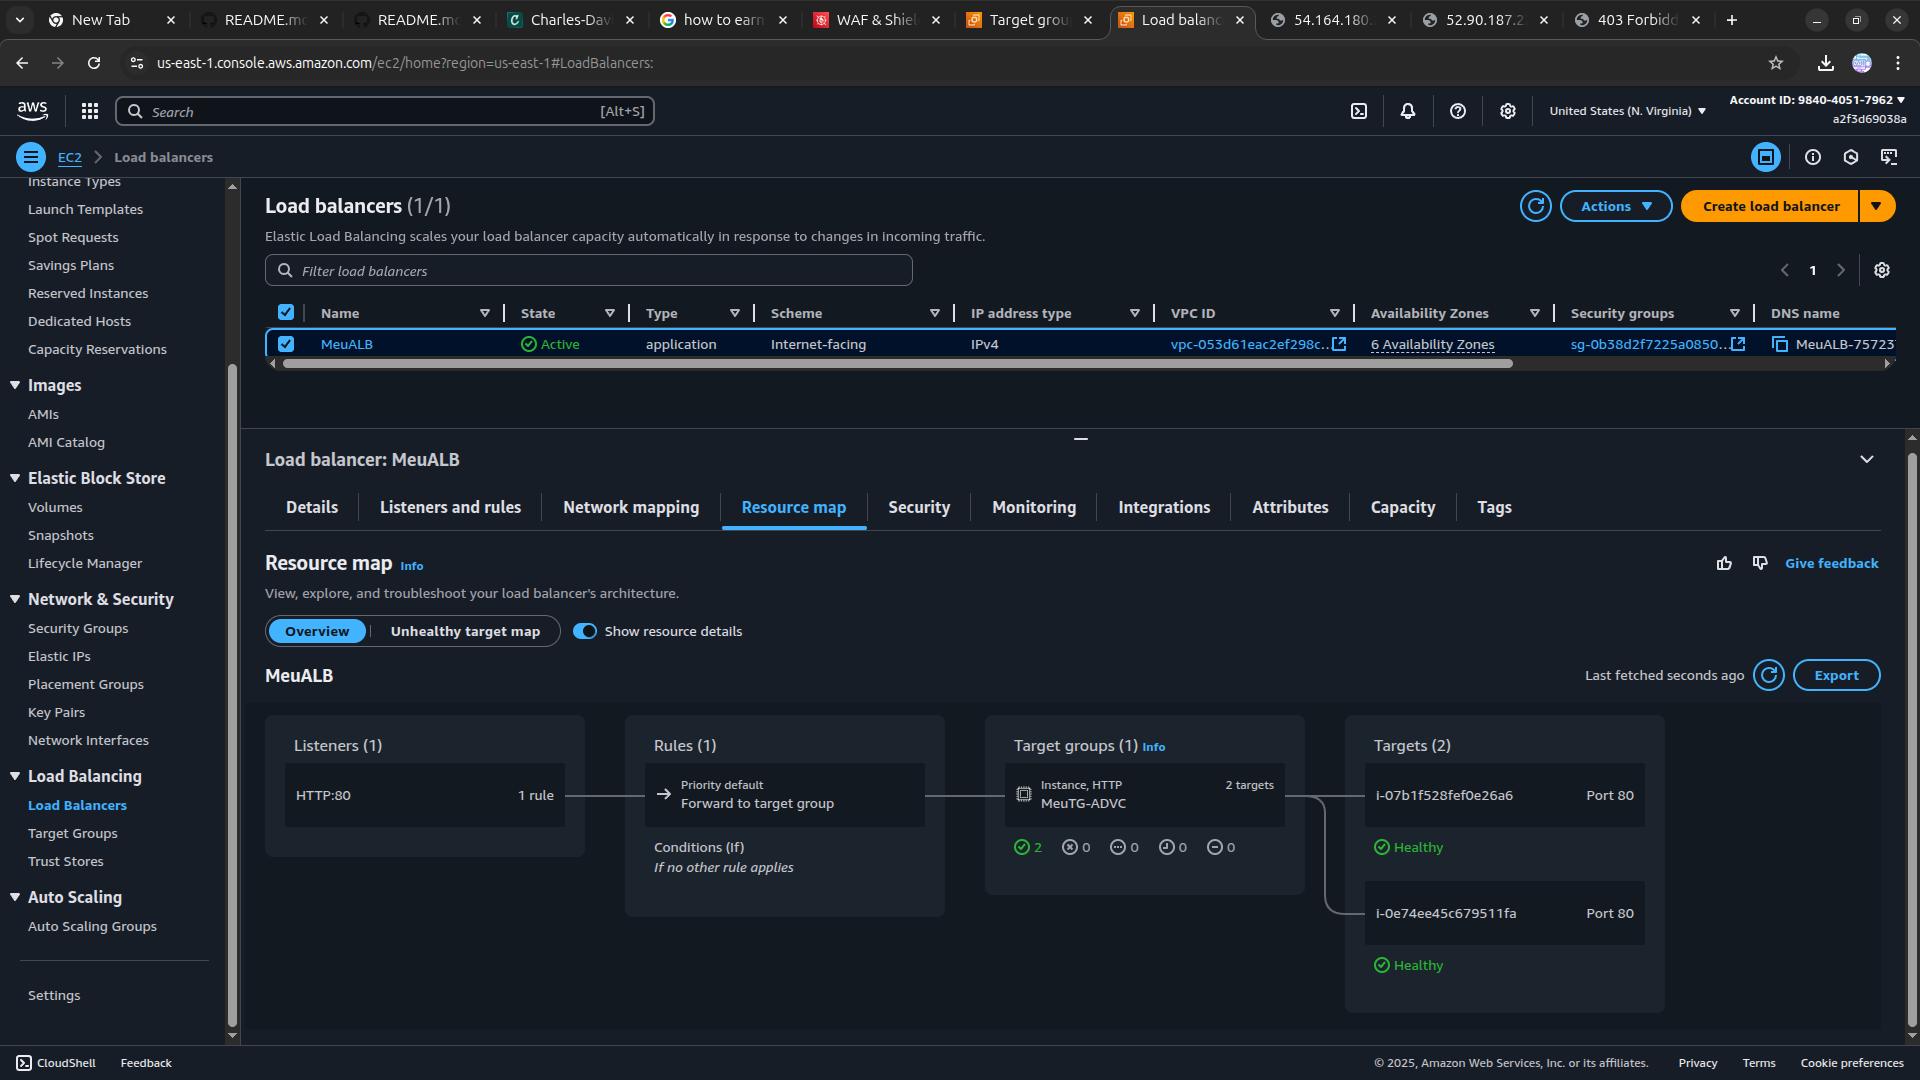 New Tab
README.m
README.m
Charles-Dav
how to earn
WAF & Shiel
Target grou
Load balanc
54.164.180.
52.90.187.2
403 Forbidd
us-east-1.console.aws.amazon.com/ec2/home?region=us-east-1#LoadBalancers:
aws
Search
[Alt+S]
United States (N. Virginia)
Account ID: 9840-4051-7962
a2f3d69038a
EC2
Load balancers
Instance Types
Launch Templates
Spot Requests
Savings Plans
Reserved Instances
Dedicated Hosts
Capacity Reservations
Images
AMIs
AMI Catalog
Elastic Block Store
Volumes
Snapshots
Lifecycle Manager
Network & Security
Security Groups
Elastic IPs
Placement Groups
Key Pairs
Network Interfaces
Load Balancing
Load Balancers
Target Groups
Trust Stores
Auto Scaling
Auto Scaling Groups
Settings
Load balancers (1/1)
Actions
Create load balancer
Elastic Load Balancing scales your load balancer capacity automatically in response to changes in incoming traffic.
Filter load balancers
1
Name
State
Type
Scheme
IP address type
VPC ID
Availability Zones
Security groups
DNS name
MeuALB
Active
application
Internet-facing
IPv4
vpc-053d61eac2ef298c...
6 Availability Zones
sg-0b38d2f7225a0850...
MeuALB-75723
Load balancer: MeuALB
Details
Listeners and rules
Network mapping
Resource map
Security
Monitoring
Integrations
Attributes
Capacity
Tags
Resource map Info
Give feedback
View, explore, and troubleshoot your load balancer's architecture.
Overview
Unhealthy target map
Show resource details
MeuALB
Last fetched seconds ago
Export
Listeners (1)
HTTP:80
1 rule
Rules (1)
Priority default
Forward to target group
Conditions (If)
If no other rule applies
Target groups (1) Info
Instance, HTTP
2 targets
MeuTG-ADVC
2
0
0
0
0
Targets (2)
i-07b1f528fef0e26a6
Port 80
Healthy
i-0e74ee45c679511fa
Port 80
Healthy
CloudShell
Feedback
© 2025, Amazon Web Services, Inc. or its affiliates.
Privacy
Terms
Cookie preferences